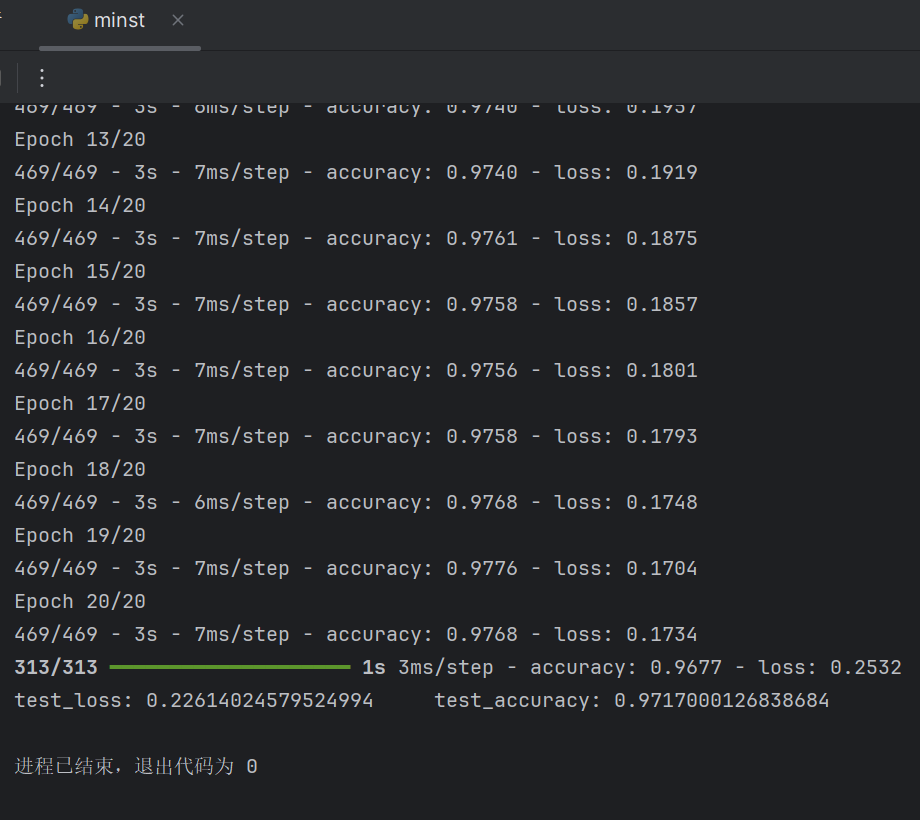 minst
469/469 - 3s - 6ms/step - accuracy: 0.9740 - loss: 0.1957
Epoch 13/20
469/469 - 3s - 7ms/step - accuracy: 0.9740 - loss: 0.1919
Epoch 14/20
469/469 - 3s - 7ms/step - accuracy: 0.9761 - loss: 0.1875
Epoch 15/20
469/469 - 3s - 7ms/step - accuracy: 0.9758 - loss: 0.1857
Epoch 16/20
469/469 - 3s - 7ms/step - accuracy: 0.9756 - loss: 0.1801
Epoch 17/20
469/469 - 3s - 7ms/step - accuracy: 0.9758 - loss: 0.1793
Epoch 18/20
469/469 - 3s - 6ms/step - accuracy: 0.9768 - loss: 0.1748
Epoch 19/20
469/469 - 3s - 7ms/step - accuracy: 0.9776 - loss: 0.1704
Epoch 20/20
469/469 - 3s - 7ms/step - accuracy: 0.9768 - loss: 0.1734
313/313 ━━━━━━━━━━━━━━━━━━━━ 1s 3ms/step - accuracy: 0.9677 - loss: 0.2532
test_loss: 0.22614024579524994     test_accuracy: 0.9717000126838684
进程已结束，退出代码为 0